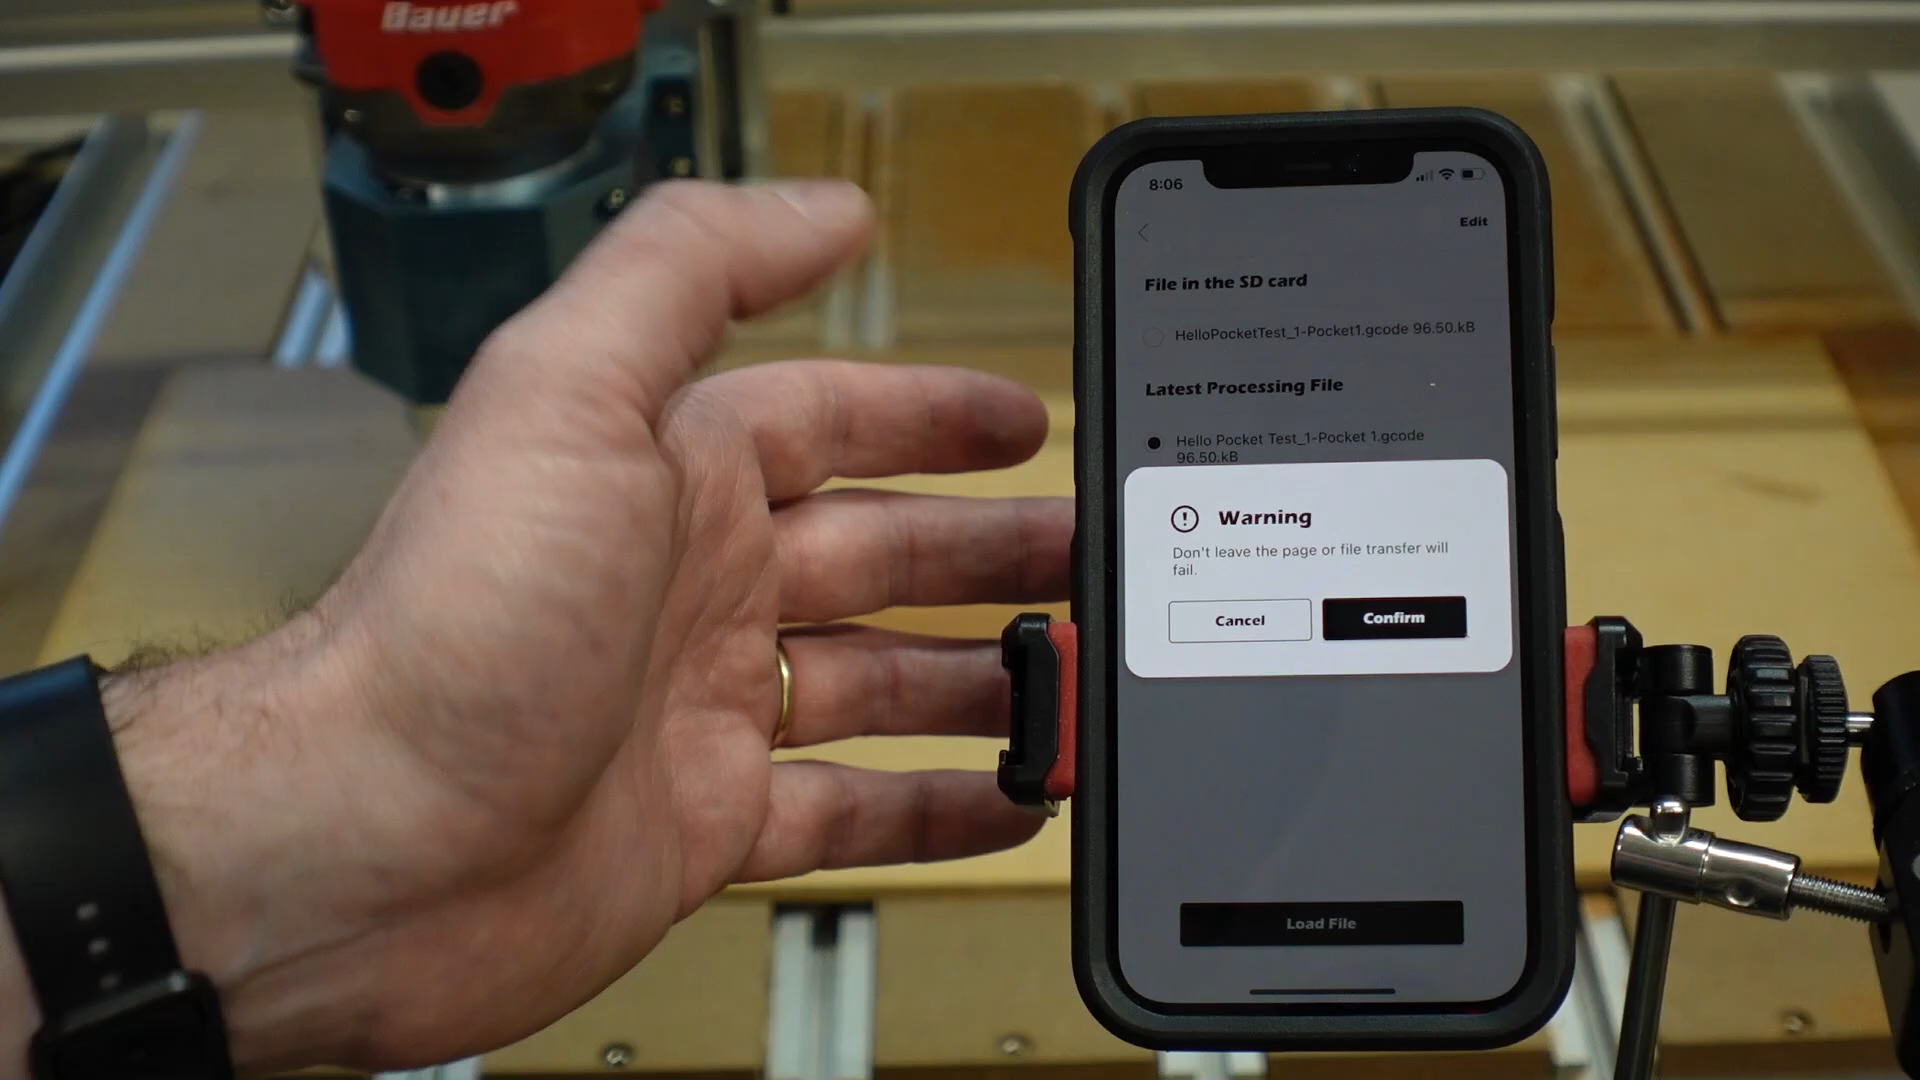 Bauer
8:06
Edit
File in the SD card
HelloPocketTest_1-Pocket1.gcode 96.50.kB
Latest Processing File
Hello Pocket Test_1-Pocket 1.gcode
96.50.kB
Warning
Don't leave the page or file transfer will
fail.
Cancel
Confirm
Load File